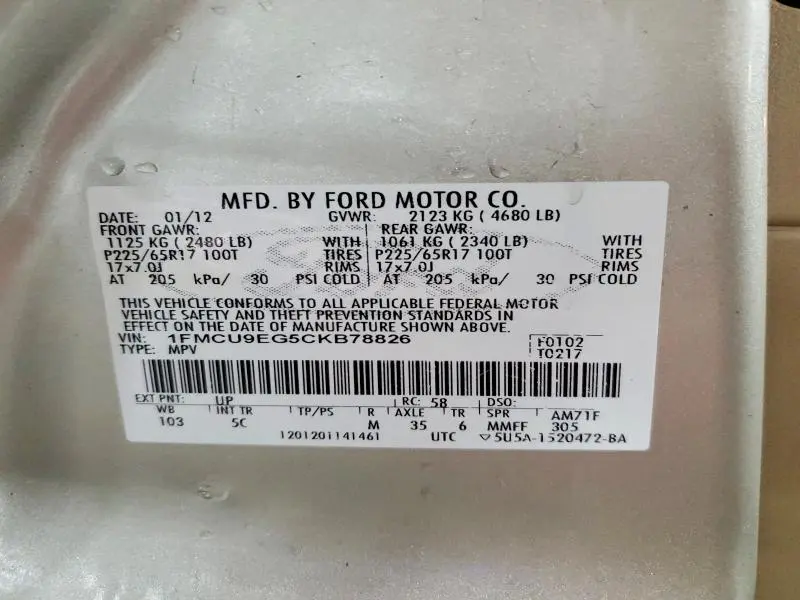 MFD. BY FORD MOTOR CO.
DATE: 01/12 GVWR: 2123 KG ( 4680 LB)
FRONT GAWR: REAR GAWR:
1125 KG ( 2480 LB) WITH 1061 KG ( 2340 LB) WITH
P225/65R17 100T TIRES P225/65R17 100T TIRES
17x7.0J RIMS 17x7.0J RIMS
AT 205 kPa/ 30 PSI COLD AT 205 kPa/ 30 PSI COLD
THIS VEHICLE CONFORMS TO ALL APPLICABLE FEDERAL MOTOR
VEHICLE SAFETY AND THEFT PREVENTION STANDARDS IN
EFFECT ON THE DATE OF MANUFACTURE SHOWN ABOVE.
VIN: 1FMCU9EG5CKB78826 F0102
TYPE: MPV T0217
EXT PNT: UP RC: 58 DSO:
WB INT TR TP/PS R AXLE TR SPR AM71F
103 5C M 35 6 MMFF 305
1201201141461 UTC 5U5A-1520472-BA